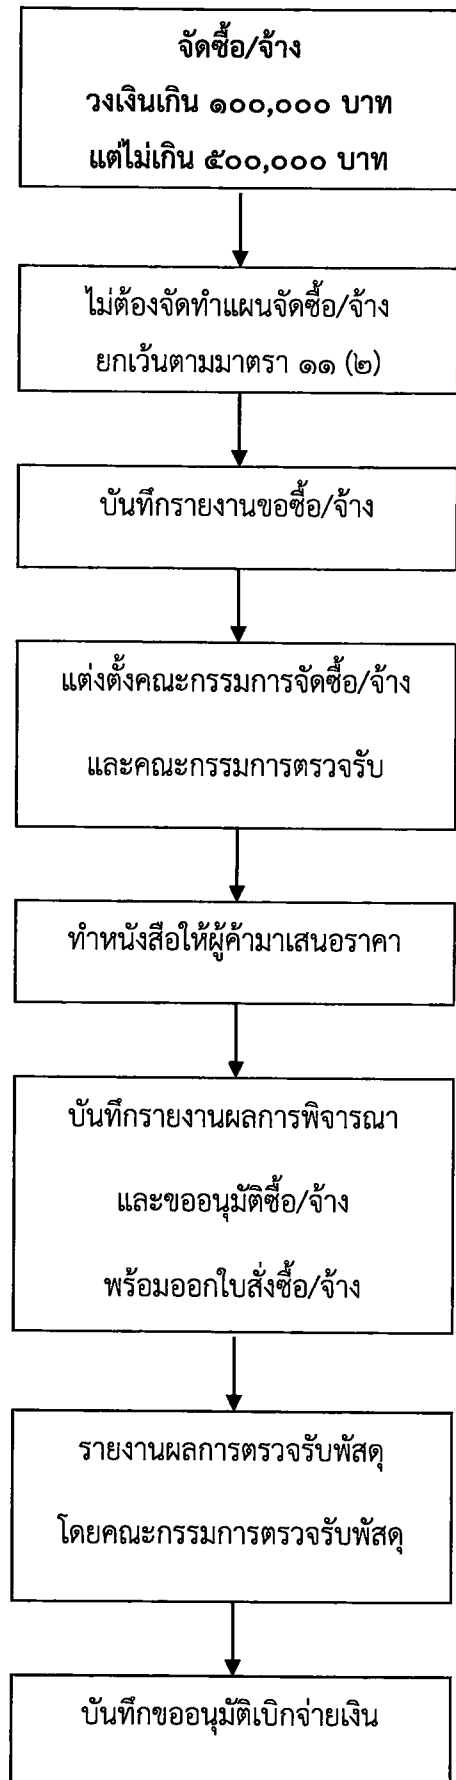 จัดซื้อ/จ้าง
วงเงินเกิน ๑๐๐,๐๐๐ บาท
แต่ไม่เกิน ๕๐๐,๐๐๐ บาท
ไม่ต้องจัดทำแผนจัดซื้อ/จ้าง
ยกเว้นตามมาตรา ๑๑ (๒)
บันทึกรายงานขอซื้อ/จ้าง
แต่งตั้งคณะกรรมการจัดซื้อ/จ้าง
และคณะกรรมการตรวจรับ
ทำหนังสือให้ผู้ค้ามาเสนอราคา
บันทึกรายงานผลการพิจารณา
และขออนุมัติซื้อ/จ้าง
พร้อมออกใบสั่งซื้อ/จ้าง
รายงานผลการตรวจรับพัสดุ
โดยคณะกรรมการตรวจรับพัสดุ
บันทึกขออนุมัติเบิกจ่ายเงิน